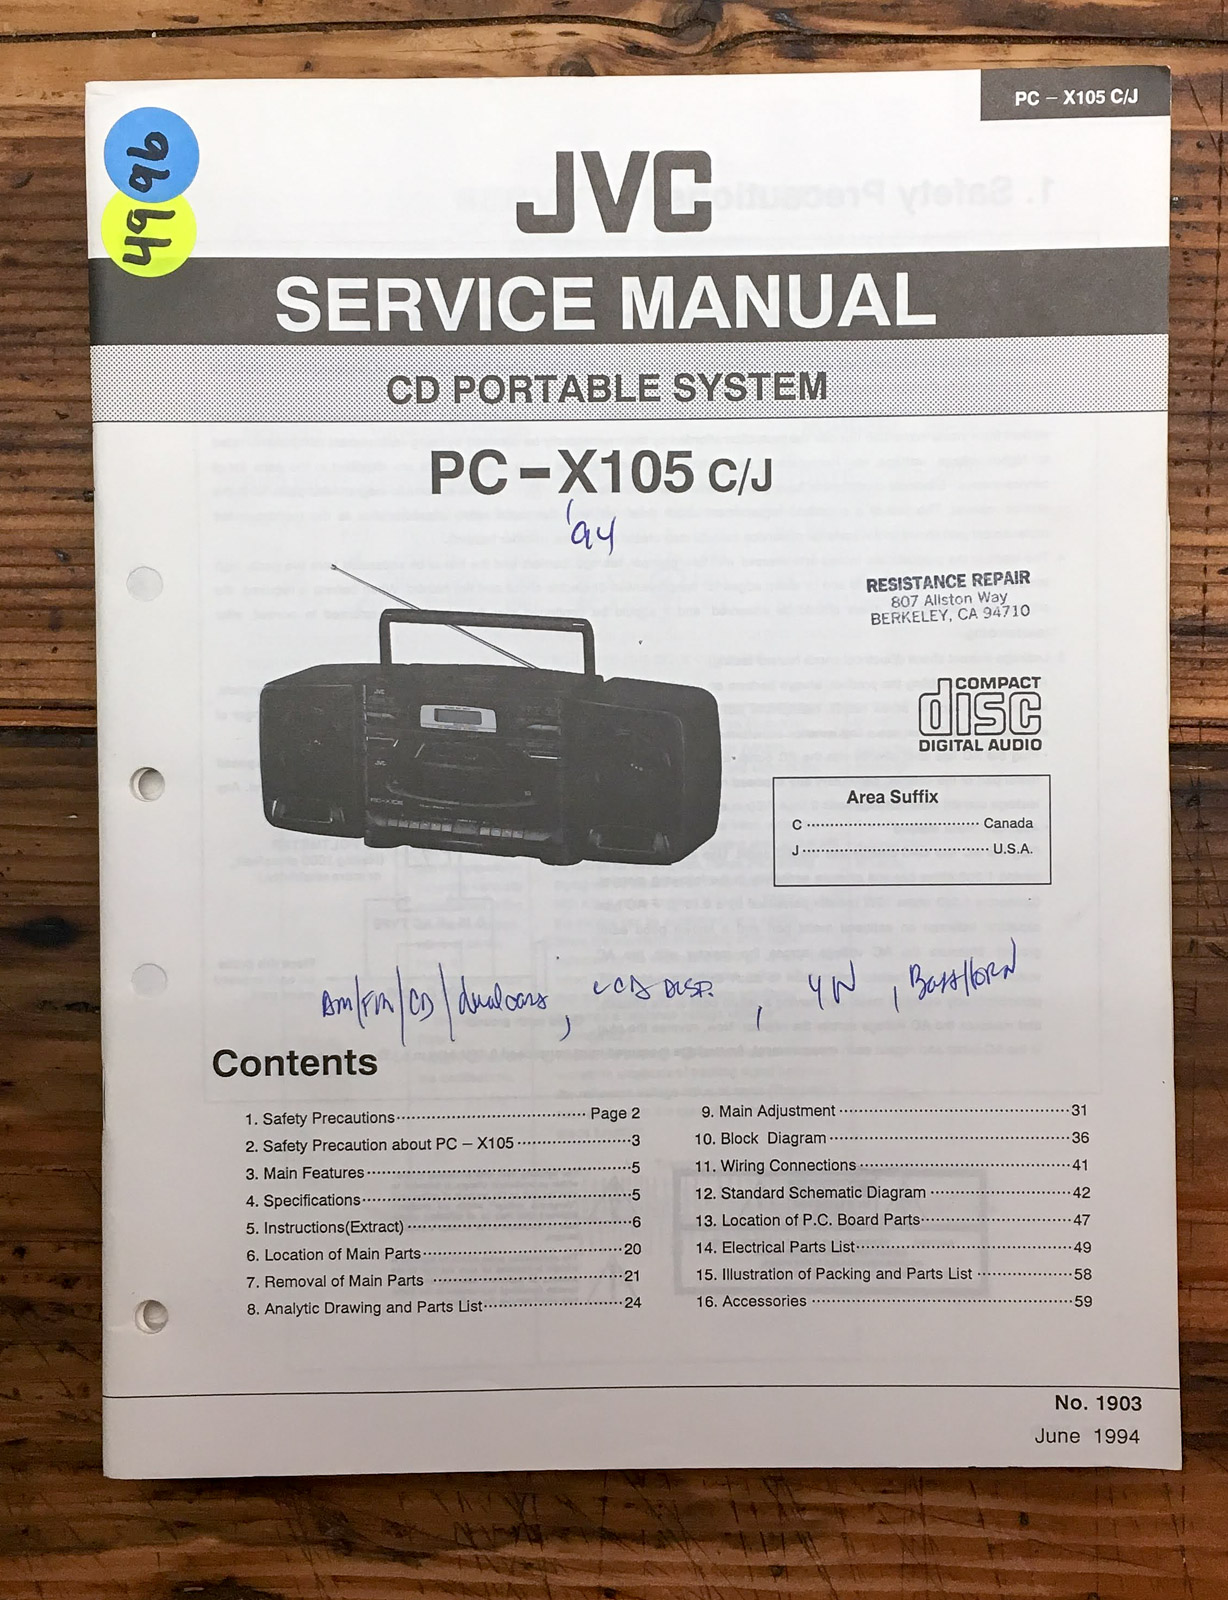 PC – X105 C/J
96
49
JVC
SERVICE MANUAL
CD PORTABLE SYSTEM
PC–X105 C/J
'94
RESISTANCE REPAIR
807 Allston Way
BERKELEY, CA 94710
COMPACT
disc
DIGITAL AUDIO
Area Suffix
C ········ Canada
J ········ U.S.A.
AM/FM/CD/dual cass, LCD DISP. , 4W , Bass/HORN
Contents
1. Safety Precautions ········ Page 2
2. Safety Precaution about PC – X105 ········ 3
3. Main Features ········ 5
4. Specifications ········ 5
5. Instructions(Extract) ········ 6
6. Location of Main Parts ········ 20
7. Removal of Main Parts ········ 21
8. Analytic Drawing and Parts List ········ 24
9. Main Adjustment ········ 31
10. Block Diagram ········ 36
11. Wiring Connections ········ 41
12. Standard Schematic Diagram ········ 42
13. Location of P.C. Board Parts ········ 47
14. Electrical Parts List ········ 49
15. Illustration of Packing and Parts List ········ 58
16. Accessories ········ 59
No. 1903
June 1994